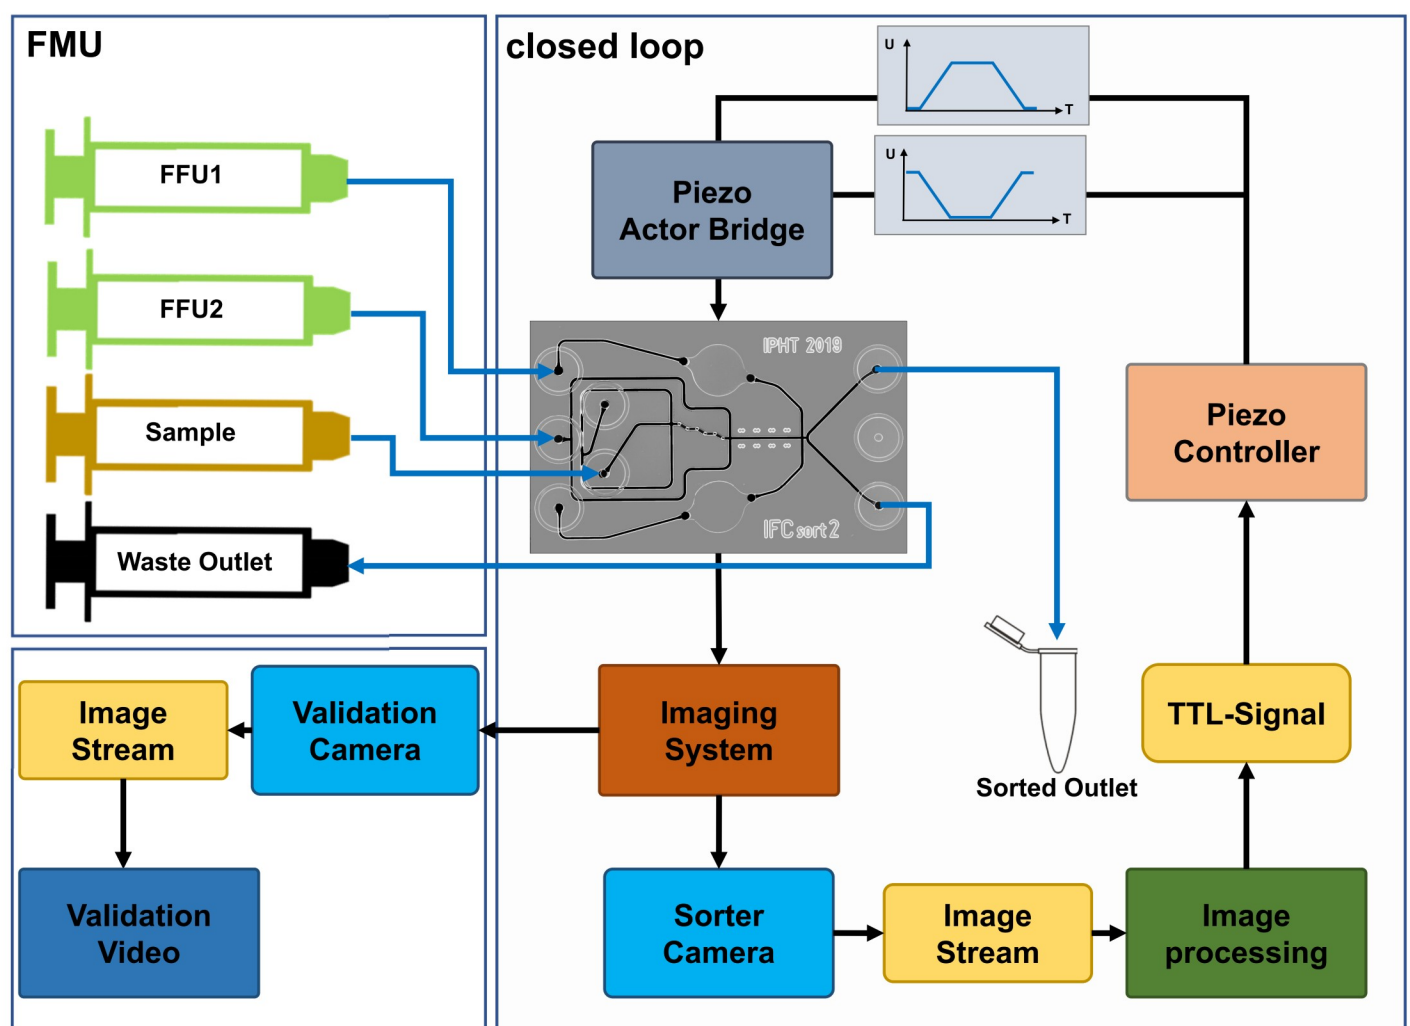 FMU
FFU1
FFU2
Sample
Waste Outlet
closed loop
U
T
U
T
Piezo
Actor Bridge
IPHT 2019
IFC sort 2
Piezo
Controller
TTL-Signal
Sorted Outlet
Imaging
System
Validation
Camera
Image
Stream
Validation
Video
Sorter
Camera
Image
Stream
Image
processing